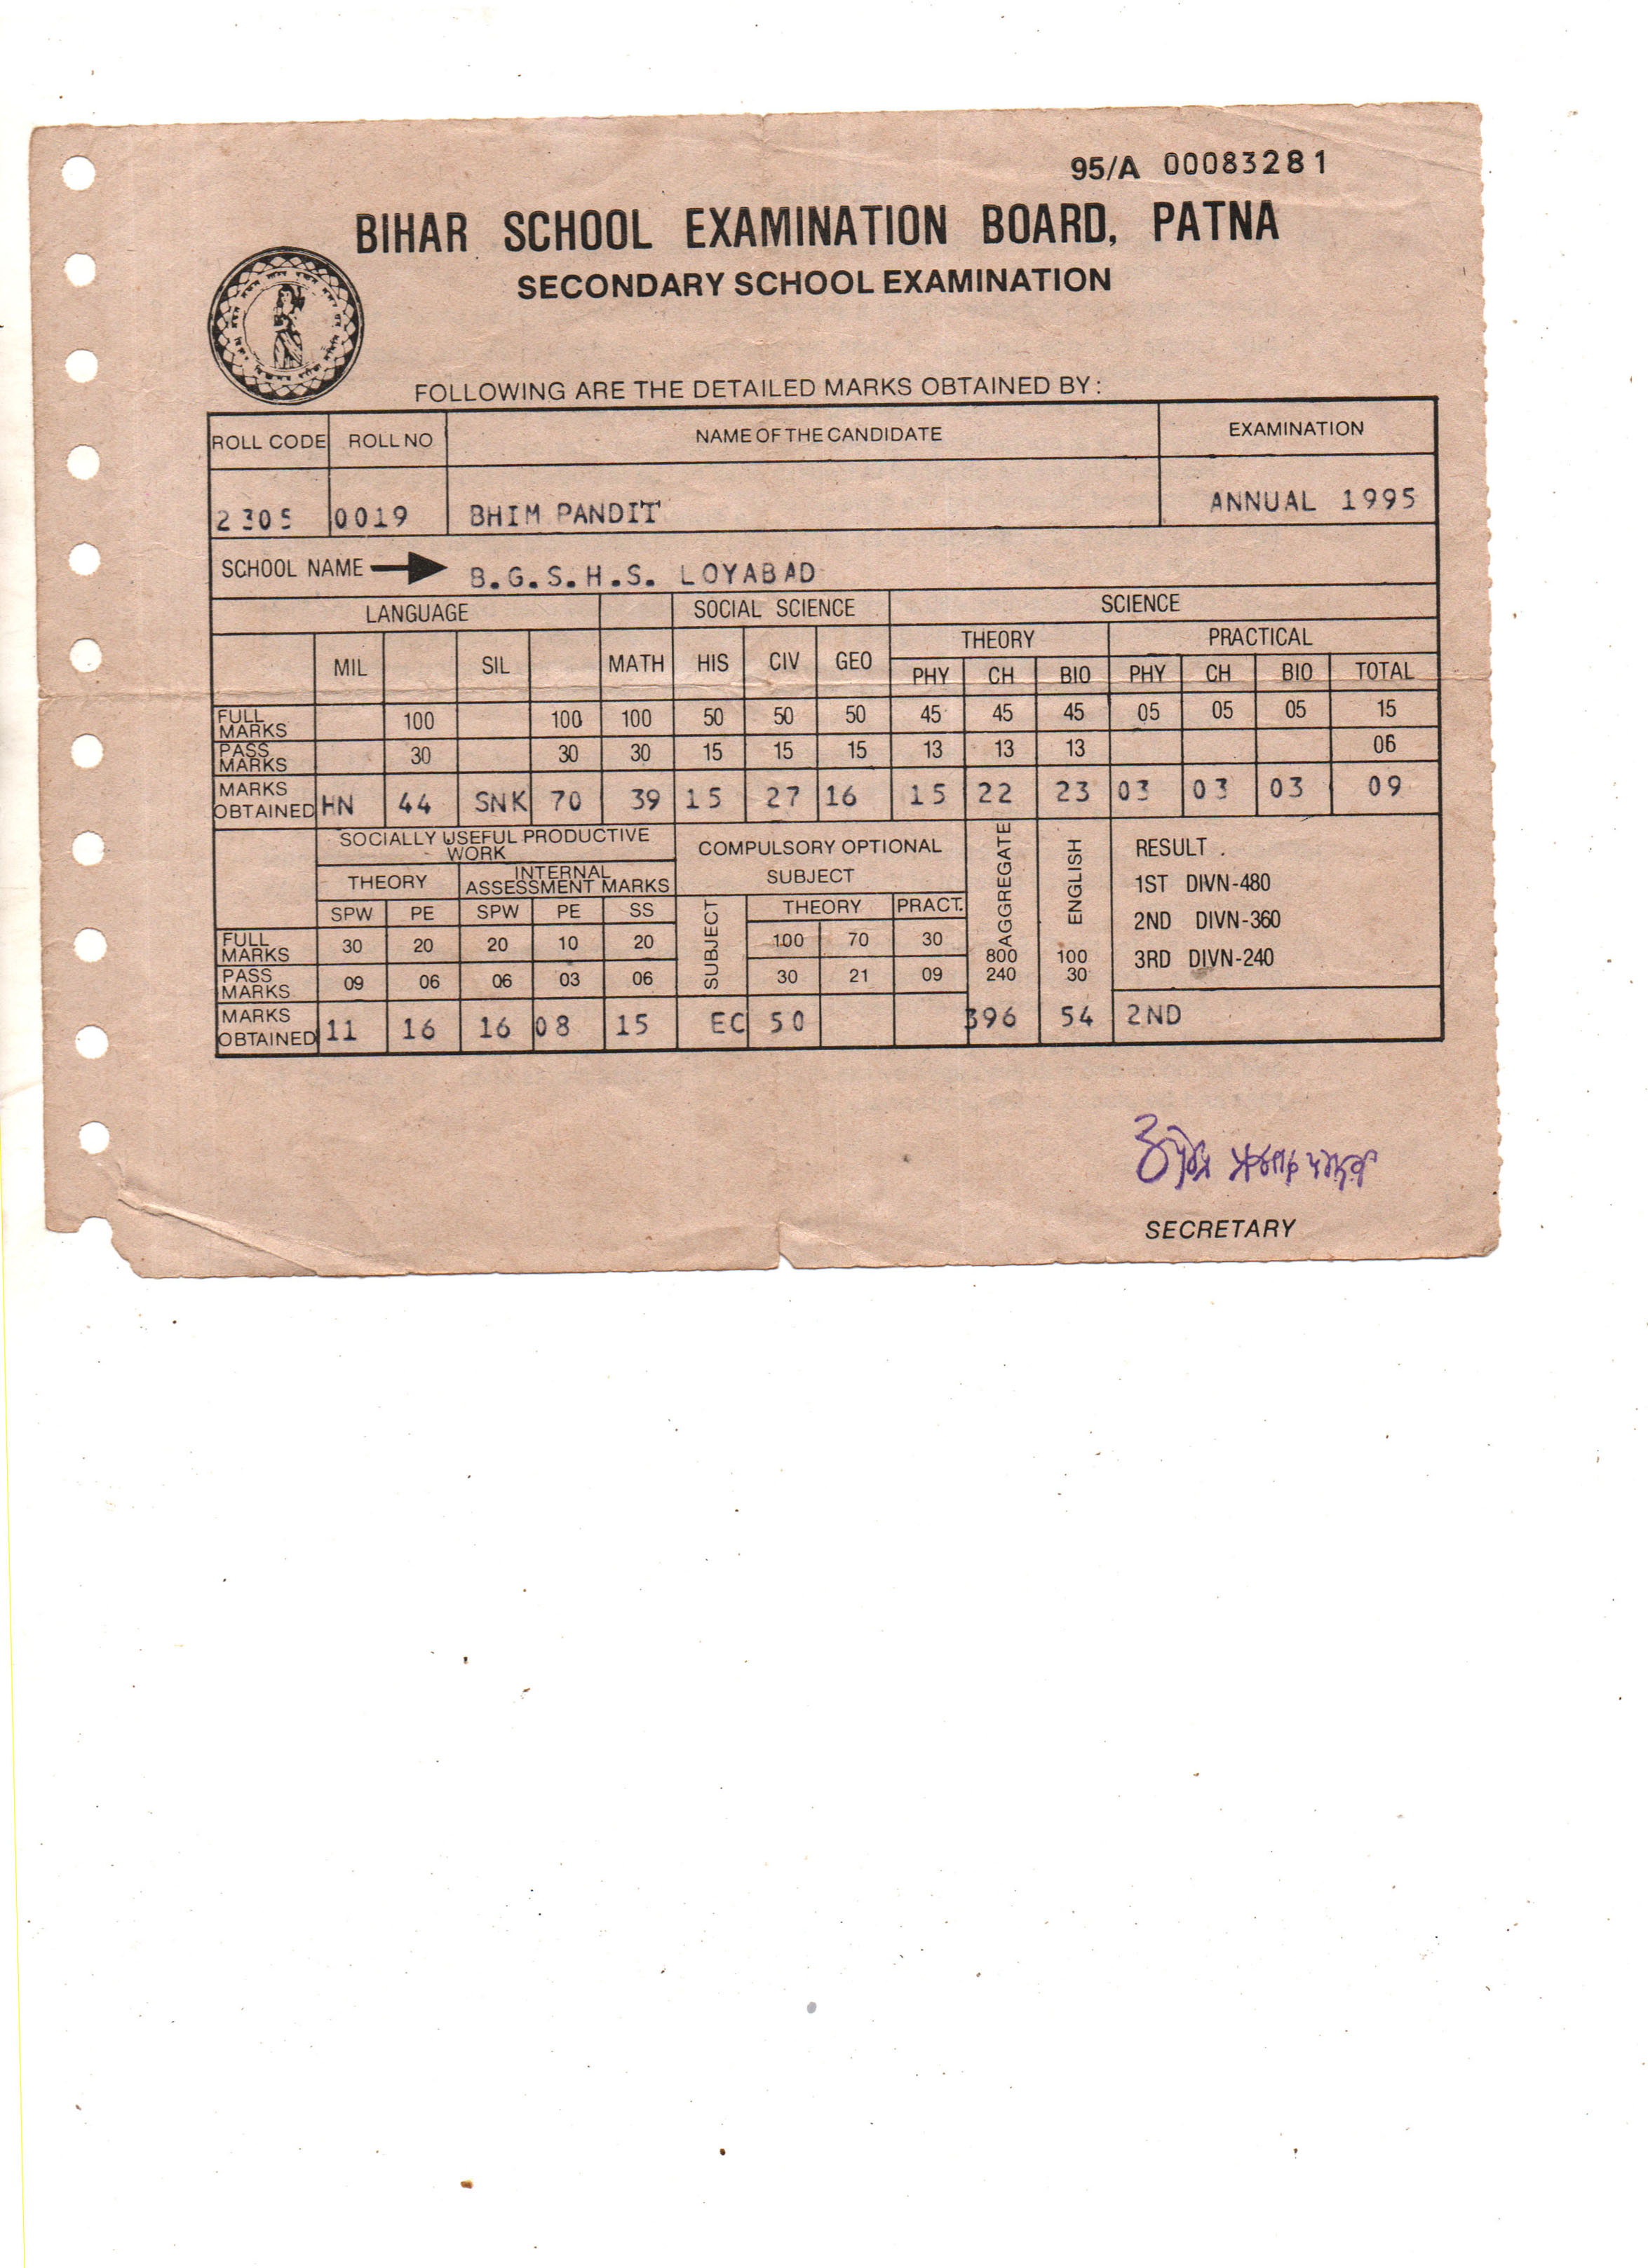 95/A 00083281
BIHAR SCHOOL EXAMINATION BOARD, PATNA
SECONDARY SCHOOL EXAMINATION
FOLLOWING ARE THE DETAILED MARKS OBTAINED BY:
ROLL CODE ROLL NO NAME OF THE CANDIDATE EXAMINATION
2305 0019 BHIM PANDIT ANNUAL 1995
SCHOOL NAME B.G.S.H.S. LOYABAD
LANGUAGE SOCIAL SCIENCE SCIENCE
THEORY PRACTICAL
MIL SIL MATH HIS CIV GEO
PHY CH BIO PHY CH BIO TOTAL
FULL MARKS 100 100 100 50 50 50 45 45 45 05 05 05 15
PASS MARKS 30 30 30 15 15 15 13 13 13 06
MARKS OBTAINED HN 44 SNK 70 39 15 27 16 15 22 23 03 03 03 09
SOCIALLY USEFUL PRODUCTIVE WORK COMPULSORY OPTIONAL SUBJECT AGGREGATE ENGLISH RESULT .
THEORY INTERNAL ASSESSMENT MARKS 1ST DIVN-480
SPW PE SPW PE SS SUBJECT THEORY PRACT. 2ND DIVN-360
FULL MARKS 30 20 20 10 20 100 70 30 800 100 3RD DIVN-240
PASS MARKS 09 06 06 03 06 30 21 09 240 30
MARKS OBTAINED 11 16 16 08 15 EC 50 396 54 2ND
SECRETARY